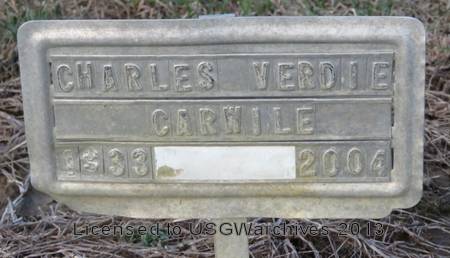 CHARLES VERDIE
CARWILE
1933 2004
Licensed to USGWarchives 2013